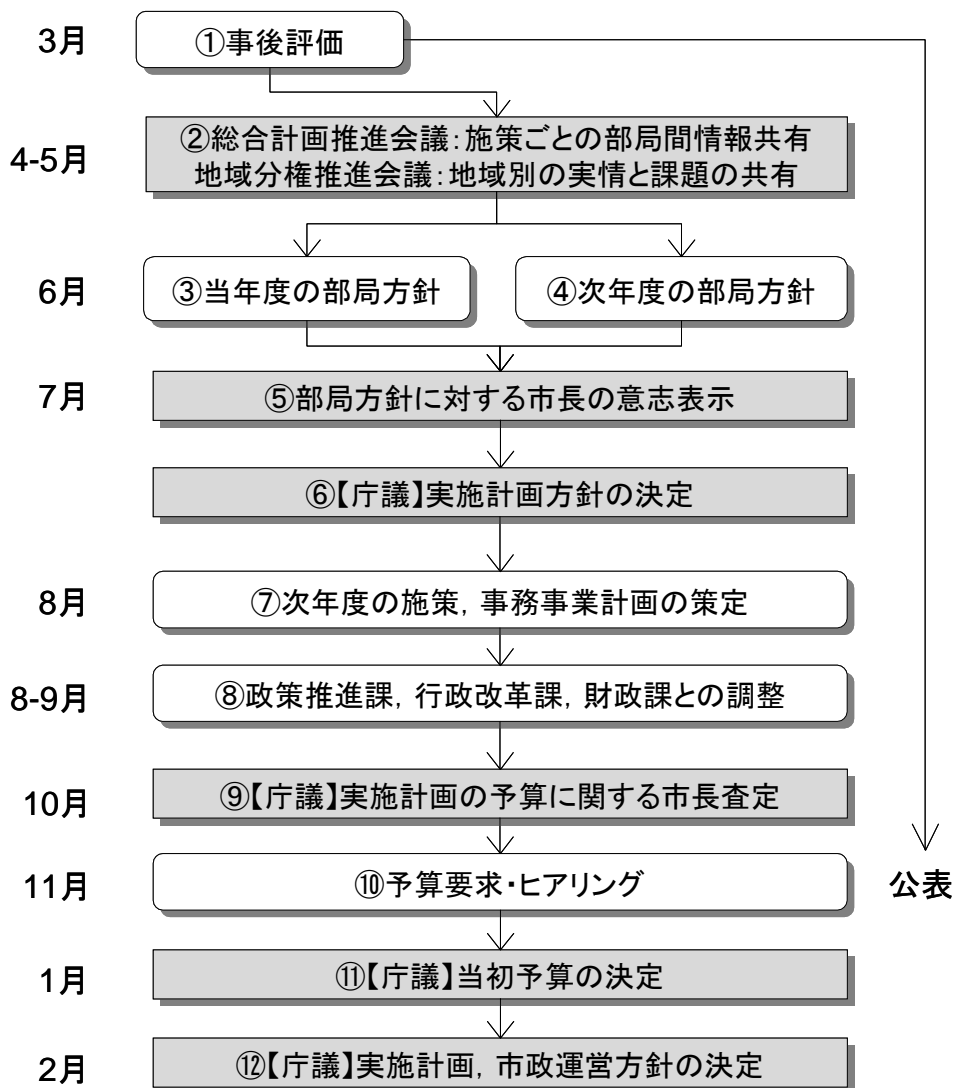 3月
①事後評価
4-5月
②総合計画推進会議:施策ごとの部局間情報共有
地域分権推進会議:地域別の実情と課題の共有
6月
③当年度の部局方針
④次年度の部局方針
7月
⑤部局方針に対する市長の意志表示
⑥【庁議】実施計画方針の決定
8月
⑦次年度の施策,事務事業計画の策定
8-9月
⑧政策推進課,行政改革課,財政課との調整
10月
⑨【庁議】実施計画の予算に関する市長査定
11月
⑩予算要求・ヒアリング
公表
1月
⑪【庁議】当初予算の決定
2月
⑫【庁議】実施計画,市政運営方針の決定